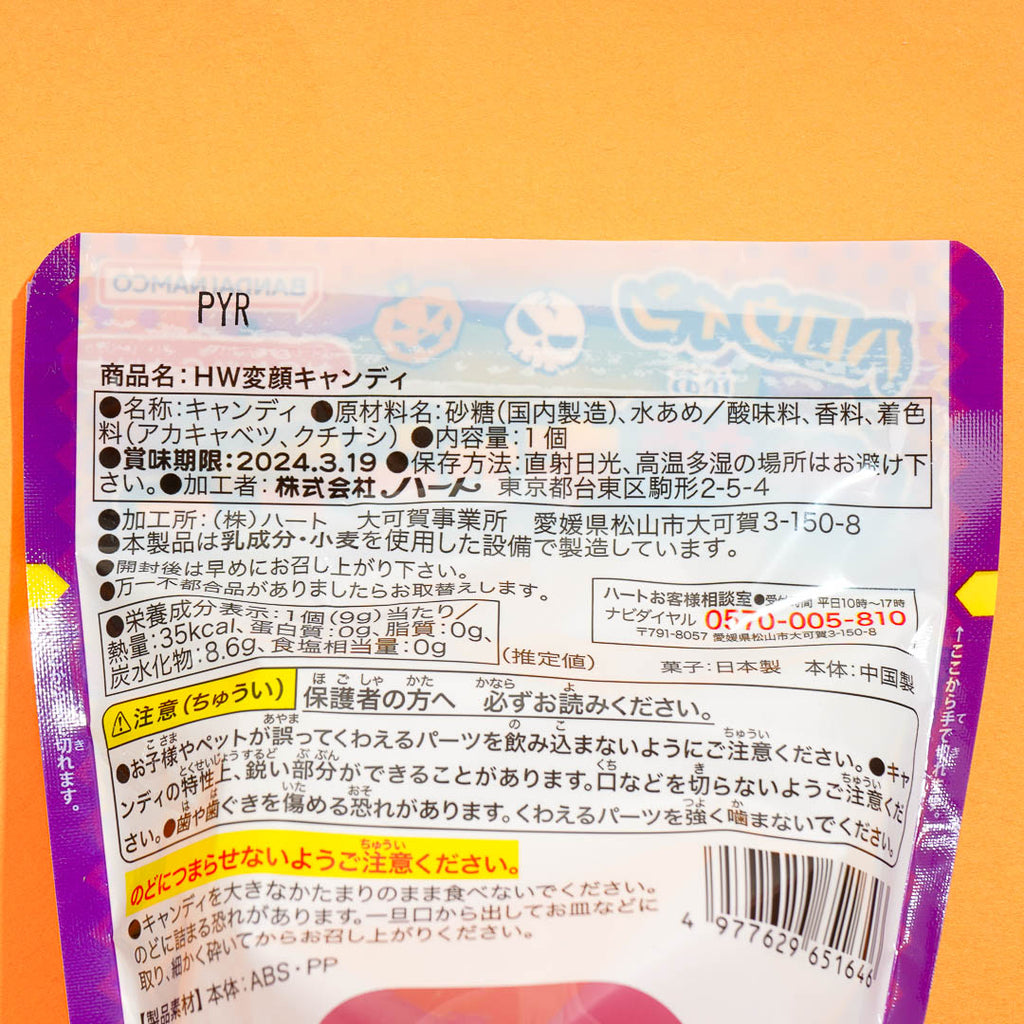 BANDAI NAMCO
ハロウィン
PYR
商品名：HW変顔キャンディ
●名称：キャンディ ●原材料名：砂糖（国内製造）、水あめ／酸味料、香料、着色
料（アカキャベツ、クチナシ） ●内容量：1個
●賞味期限：2024.3.19 ●保存方法：直射日光、高温多湿の場所はお避け下
さい。●加工者：株式会社ハート 東京都台東区駒形2-5-4
●加工所：（株）ハート 大可賀事業所 愛媛県松山市大可賀3-150-8
●本製品は乳成分・小麦を使用した設備で製造しています。
●開封後は早めにお召し上がり下さい。
●万一不都合品がありましたらお取替えします。
ハートお客様相談室●受付時間 平日10時〜17時
ナビダイヤル 0570-005-810
〒791-8057 愛媛県松山市大可賀3-150-8
●栄養成分表示：1個（9g）当たり／
熱量：35kcal、蛋白質：0g、脂質：0g、
炭水化物：8.6g、食塩相当量：0g
（推定値）
菓子：日本製 本体：中国製
⚠注意（ちゅうい） 保護者の方へ 必ずお読みください。
●お子様やペットが誤ってくわえるパーツを飲み込まないようにご注意ください。●キャ
ンディの特性上、鋭い部分ができることがあります。口などを切らないようご注意くだ
さい。●歯や歯ぐきを傷める恐れがあります。くわえるパーツを強く噛まないでください。
のどにつまらせないようご注意ください。
●キャンディを大きなかたまりのまま食べないでください。
のどに詰まる恐れがあります。一旦口から出してお皿などに
取り、細かく砕いてからお召し上がりください。
【製品素材】本体：ABS・PP
4 977629 651646
切れます。
↑ここから手で切れます。